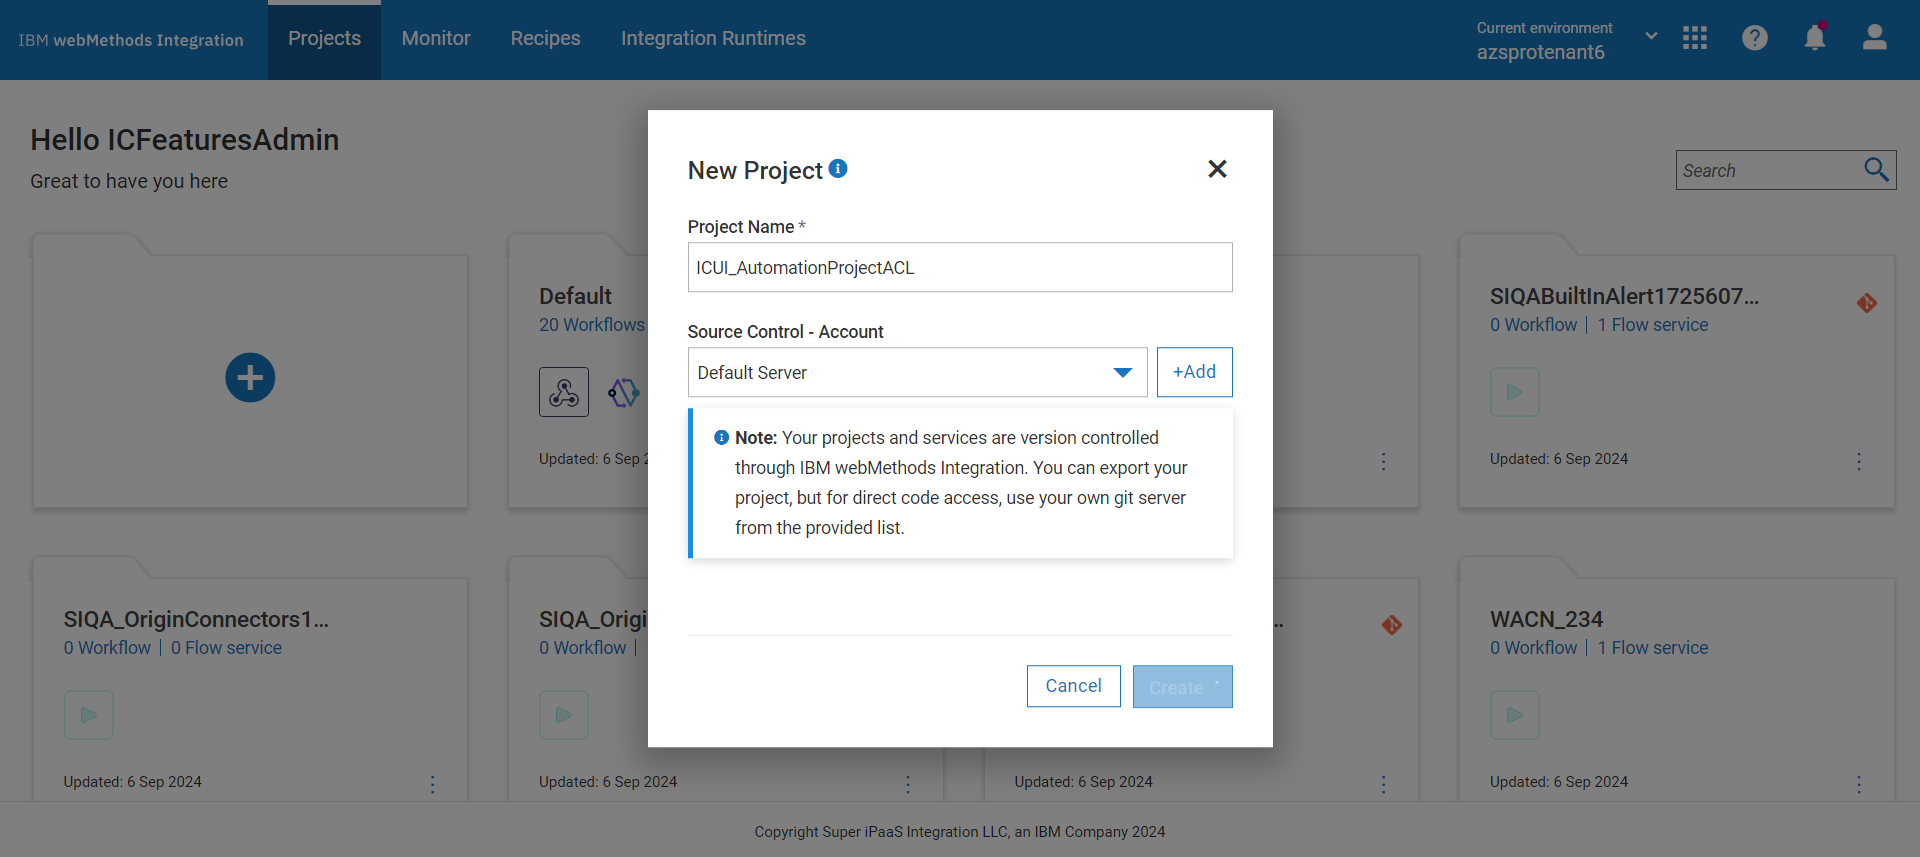 IBM webMethods Integration
Projects
Monitor
Recipes
Integration Runtimes
Current environment
azsprotenant6
Hello ICFeaturesAdmin
Great to have you here
Search
New Project
Project Name *
ICUI_AutomationProjectACL
Source Control - Account
Default Server
+Add
Note: Your projects and services are version controlled
through IBM webMethods Integration. You can export your
project, but for direct code access, use your own git server
from the provided list.
Cancel
Create
Default
20 Workflows
Updated: 6 Sep 2
SIQABuiltInAlert1725607...
0 Workflow | 1 Flow service
Updated: 6 Sep 2024
SIQA_OriginConnectors1...
0 Workflow | 0 Flow service
Updated: 6 Sep 2024
SIQA_Origi
0 Workflow |
Updated: 6 Sep 2024
..
Updated: 6 Sep 2024
WACN_234
0 Workflow | 1 Flow service
Updated: 6 Sep 2024
Copyright Super iPaaS Integration LLC, an IBM Company 2024